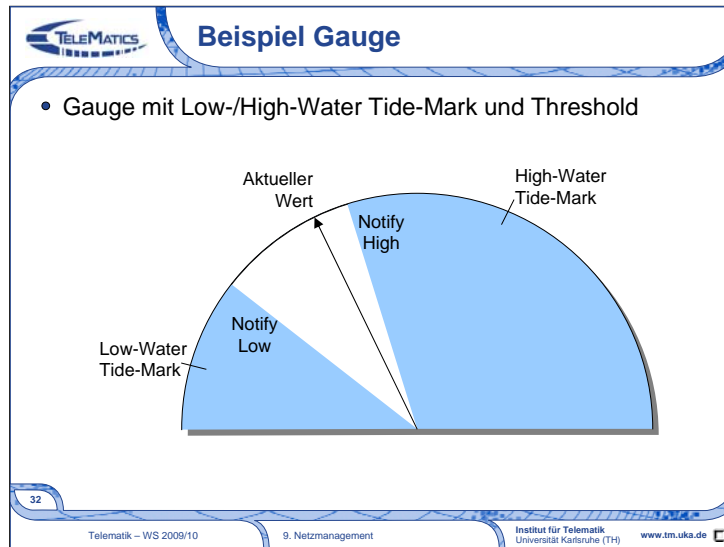 TELEMATICS
Beispiel Gauge
• Gauge mit Low-/High-Water Tide-Mark und Threshold
Aktueller
Wert
High-Water
Tide-Mark
Notify
High
Notify
Low
Low-Water
Tide-Mark
32
Telematik – WS 2009/10
9. Netzmanagement
Institut für Telematik
Universität Karlsruhe (TH)
www.tm.uka.de